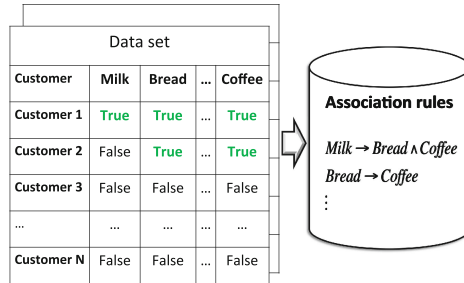 Data set
Customer Milk Bread ... Coffee
Customer 1 True True ... True
Customer 2 False True ... True
Customer 3 False False ... False
... ... ... ... ...
Customer N False False ... False
Association rules
Milk → Bread ∧ Coffee
Bread → Coffee
⋮